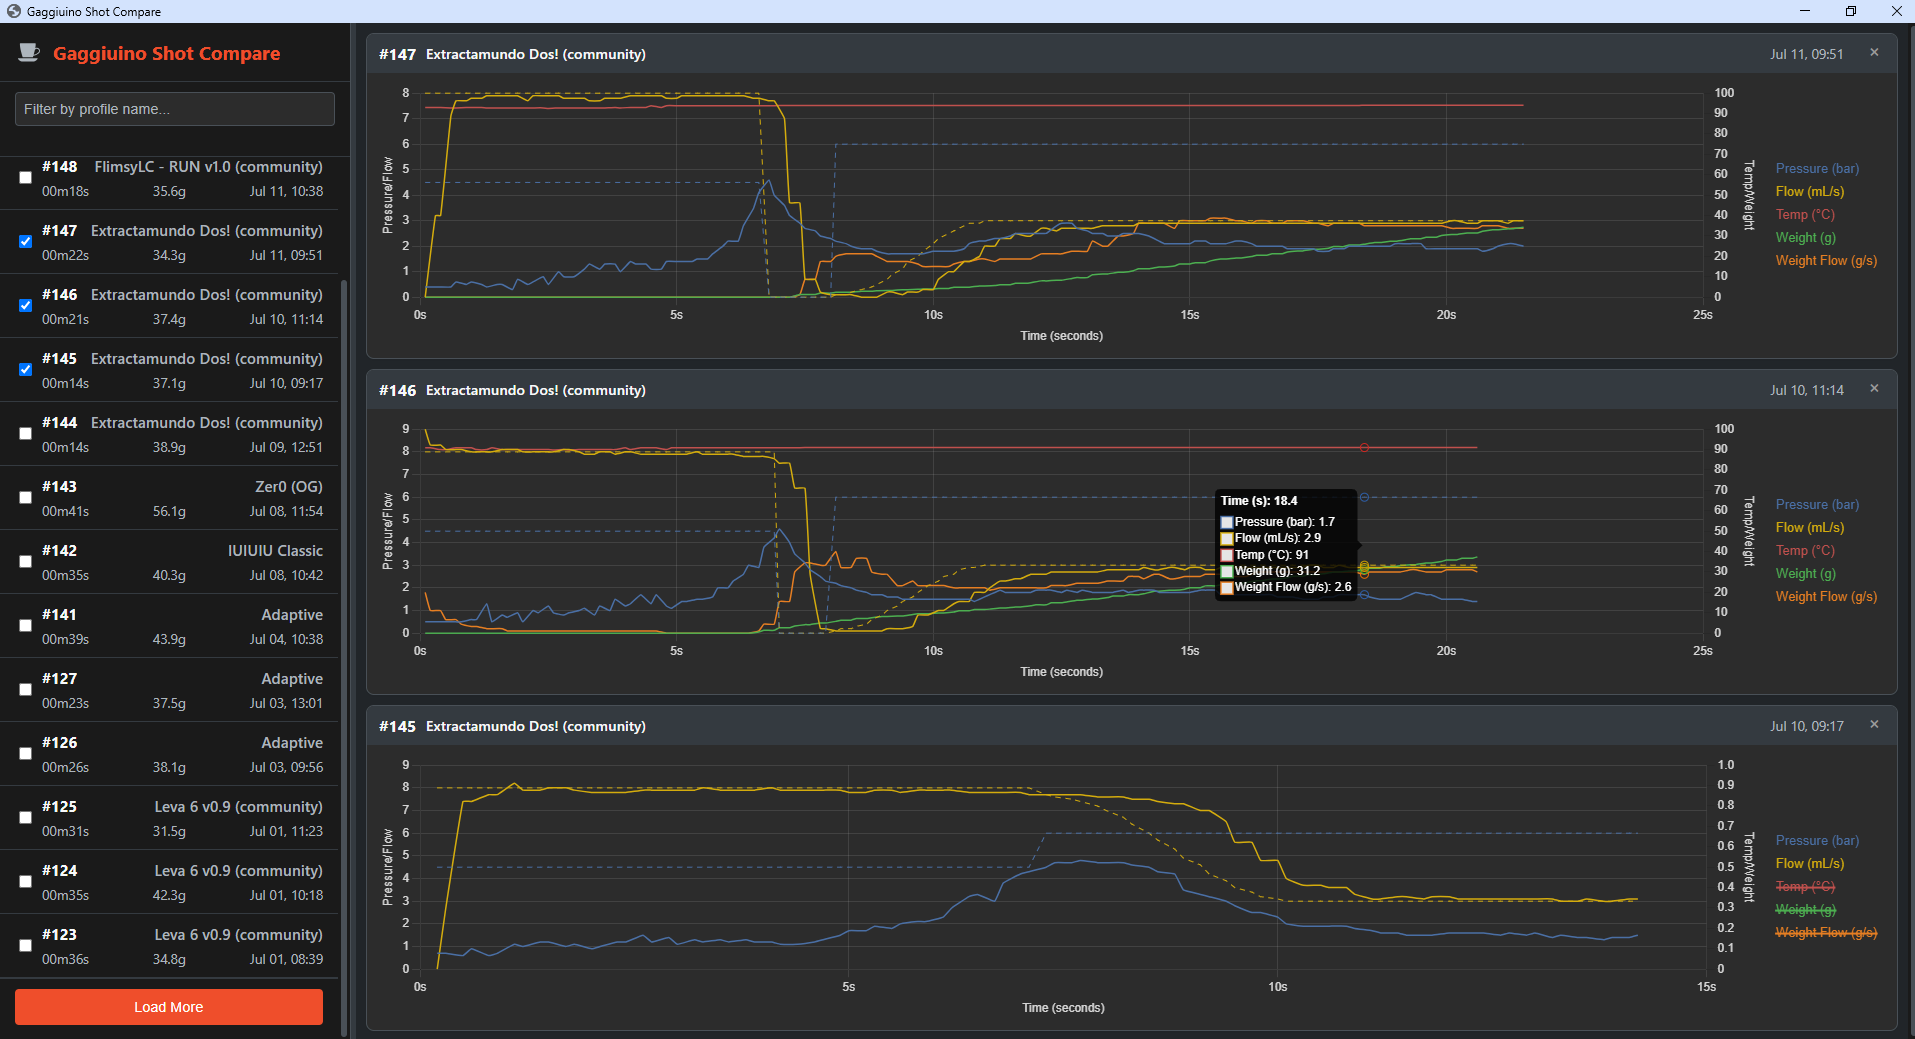 Gaggiuino Shot Compare
Gaggiuino Shot Compare
Filter by profile name...
#148 FlimsyLC - RUN v1.0 (community)
00m18s 35.6g Jul 11, 10:38
#147 Extractamundo Dos! (community)
00m22s 34.3g Jul 11, 09:51
#146 Extractamundo Dos! (community)
00m21s 37.4g Jul 10, 11:14
#145 Extractamundo Dos! (community)
00m14s 37.1g Jul 10, 09:17
#144 Extractamundo Dos! (community)
00m14s 38.9g Jul 09, 12:51
#143 Zer0 (OG)
00m41s 56.1g Jul 08, 11:54
#142 IUIUIU Classic
00m35s 40.3g Jul 08, 10:42
#141 Adaptive
00m39s 43.9g Jul 04, 10:38
#127 Adaptive
00m23s 37.5g Jul 03, 13:01
#126 Adaptive
00m26s 38.1g Jul 03, 09:56
#125 Leva 6 v0.9 (community)
00m31s 31.5g Jul 01, 11:23
#124 Leva 6 v0.9 (community)
00m35s 42.3g Jul 01, 10:18
#123 Leva 6 v0.9 (community)
00m36s 34.8g Jul 01, 08:39
Load More
#147 Extractamundo Dos! (community) Jul 11, 09:51 ×
Pressure/Flow
8
7
6
5
4
3
2
1
0
0s 5s 10s 15s 20s 25s
Time (seconds)
100
90
80
70
60
50
40
30
20
10
0
Temp/Weight
Pressure (bar)
Flow (mL/s)
Temp (°C)
Weight (g)
Weight Flow (g/s)
#146 Extractamundo Dos! (community) Jul 10, 11:14 ×
Pressure/Flow
9
8
7
6
5
4
3
2
1
0
0s 5s 10s 15s 20s 25s
Time (seconds)
Time (s): 18.4
Pressure (bar): 1.7
Flow (mL/s): 2.9
Temp (°C): 91
Weight (g): 31.2
Weight Flow (g/s): 2.6
100
90
80
70
60
50
40
30
20
10
0
Temp/Weight
Pressure (bar)
Flow (mL/s)
Temp (°C)
Weight (g)
Weight Flow (g/s)
#145 Extractamundo Dos! (community) Jul 10, 09:17 ×
Pressure/Flow
9
8
7
6
5
4
3
2
1
0
0s 5s 10s 15s
Time (seconds)
1.0
0.9
0.8
0.7
0.6
0.5
0.4
0.3
0.2
0.1
0
Temp/Weight
Pressure (bar)
Flow (mL/s)
Temp (°C)
Weight (g)
Weight Flow (g/s)